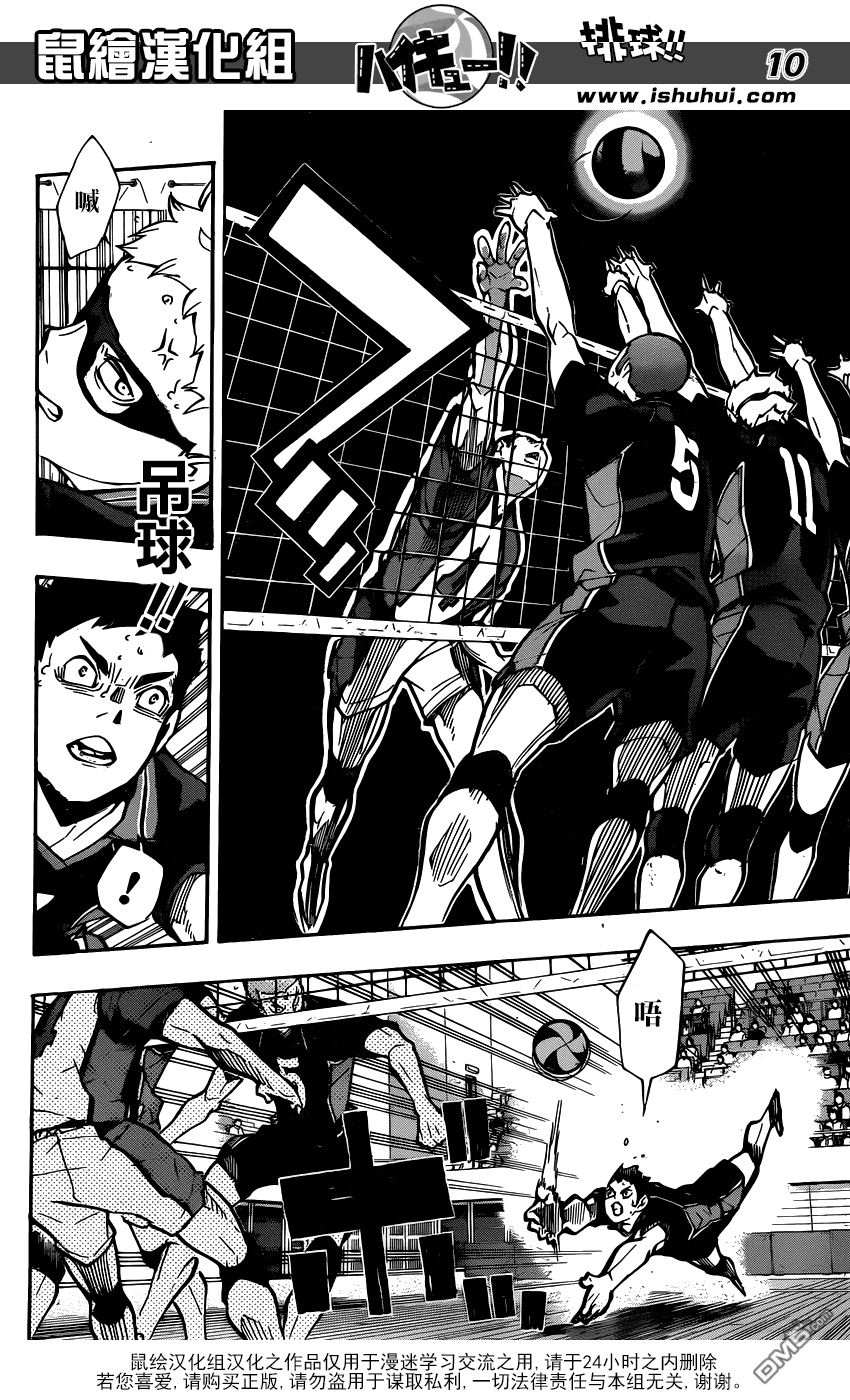 鼠繪漢化組
ハイキュー!!
排球!!
10
www.ishuhui.com
喊
吊球!!
5
11
!
唔
鼠绘汉化组汉化之作品仅用于漫迷学习交流之用, 请于24小时之内删除
若您喜爱, 请购买正版, 请勿盗用于谋取私利, 一切法律责任与本组无关, 谢谢.
DM5.com